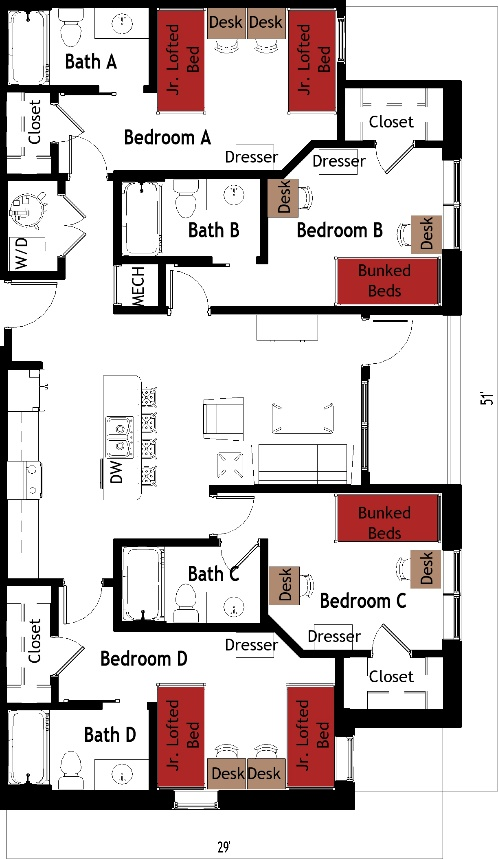 Desk Desk
Jr. Lofted
Bed
Jr. Lofted
Bed
Bath A
Closet
Bedroom A
Dresser
Closet
Dresser
Desk
Bath B
Bedroom B
Desk
W/D
MECH
Bunked
Beds
51'
DW
Bunked
Beds
Bath C
Desk
Desk
Bedroom C
Closet
Dresser
Dresser
Bedroom D
Closet
Jr. Lofted
Bed
Jr. Lofted
Bed
Bath D
Desk Desk
29'